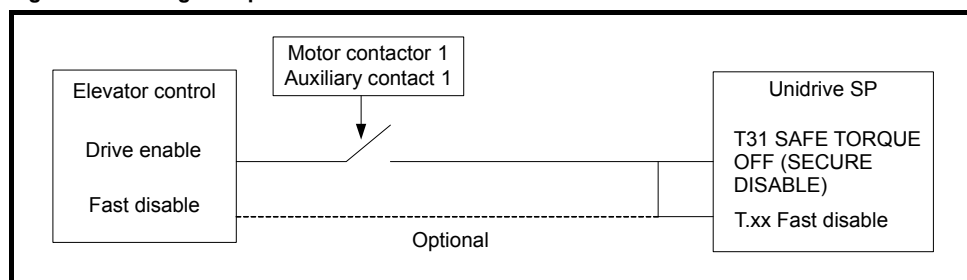 Motor contactor 1
Auxiliary contact 1
Elevator control
Drive enable
Fast disable
Unidrive SP
T31 SAFE TORQUE
OFF (SECURE
DISABLE)
T.xx Fast disable
Optional